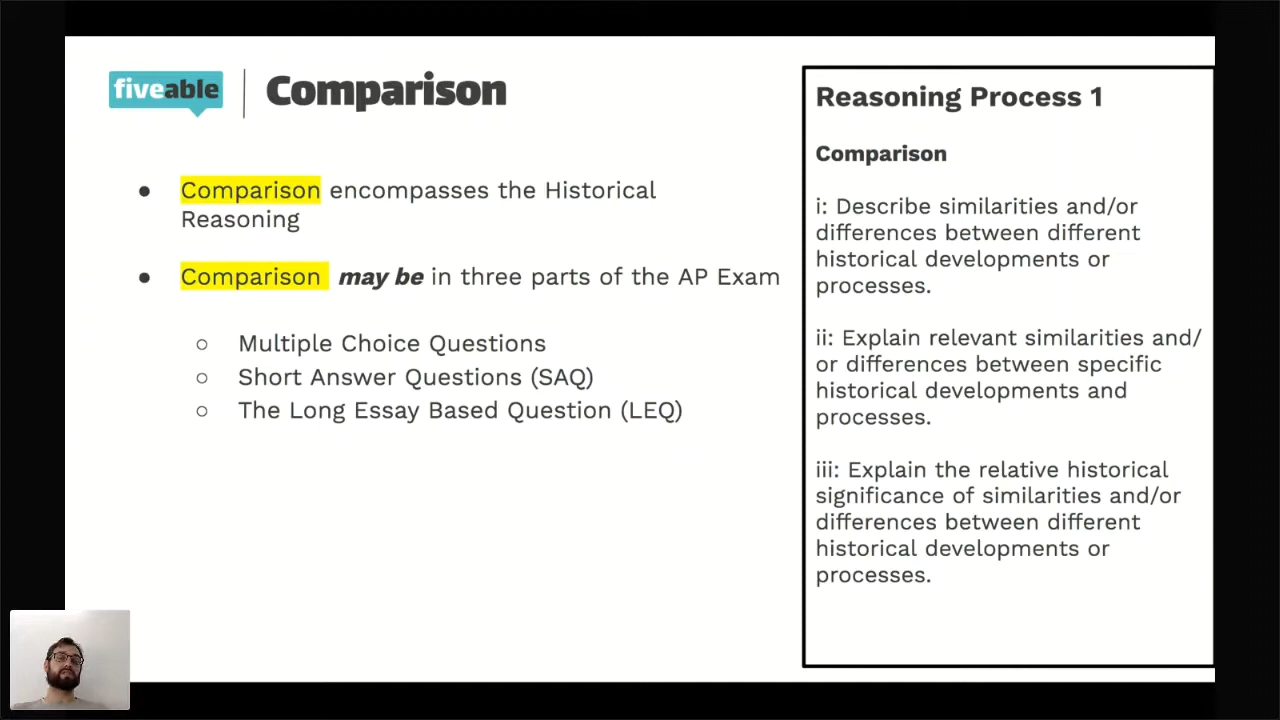 fiveable
Comparison
● Comparison encompasses the Historical
Reasoning
● Comparison may be in three parts of the AP Exam
○ Multiple Choice Questions
○ Short Answer Questions (SAQ)
○ The Long Essay Based Question (LEQ)
Reasoning Process 1
Comparison
i: Describe similarities and/or
differences between different
historical developments or
processes.
ii: Explain relevant similarities and/
or differences between specific
historical developments and
processes.
iii: Explain the relative historical
significance of similarities and/or
differences between different
historical developments or
processes.